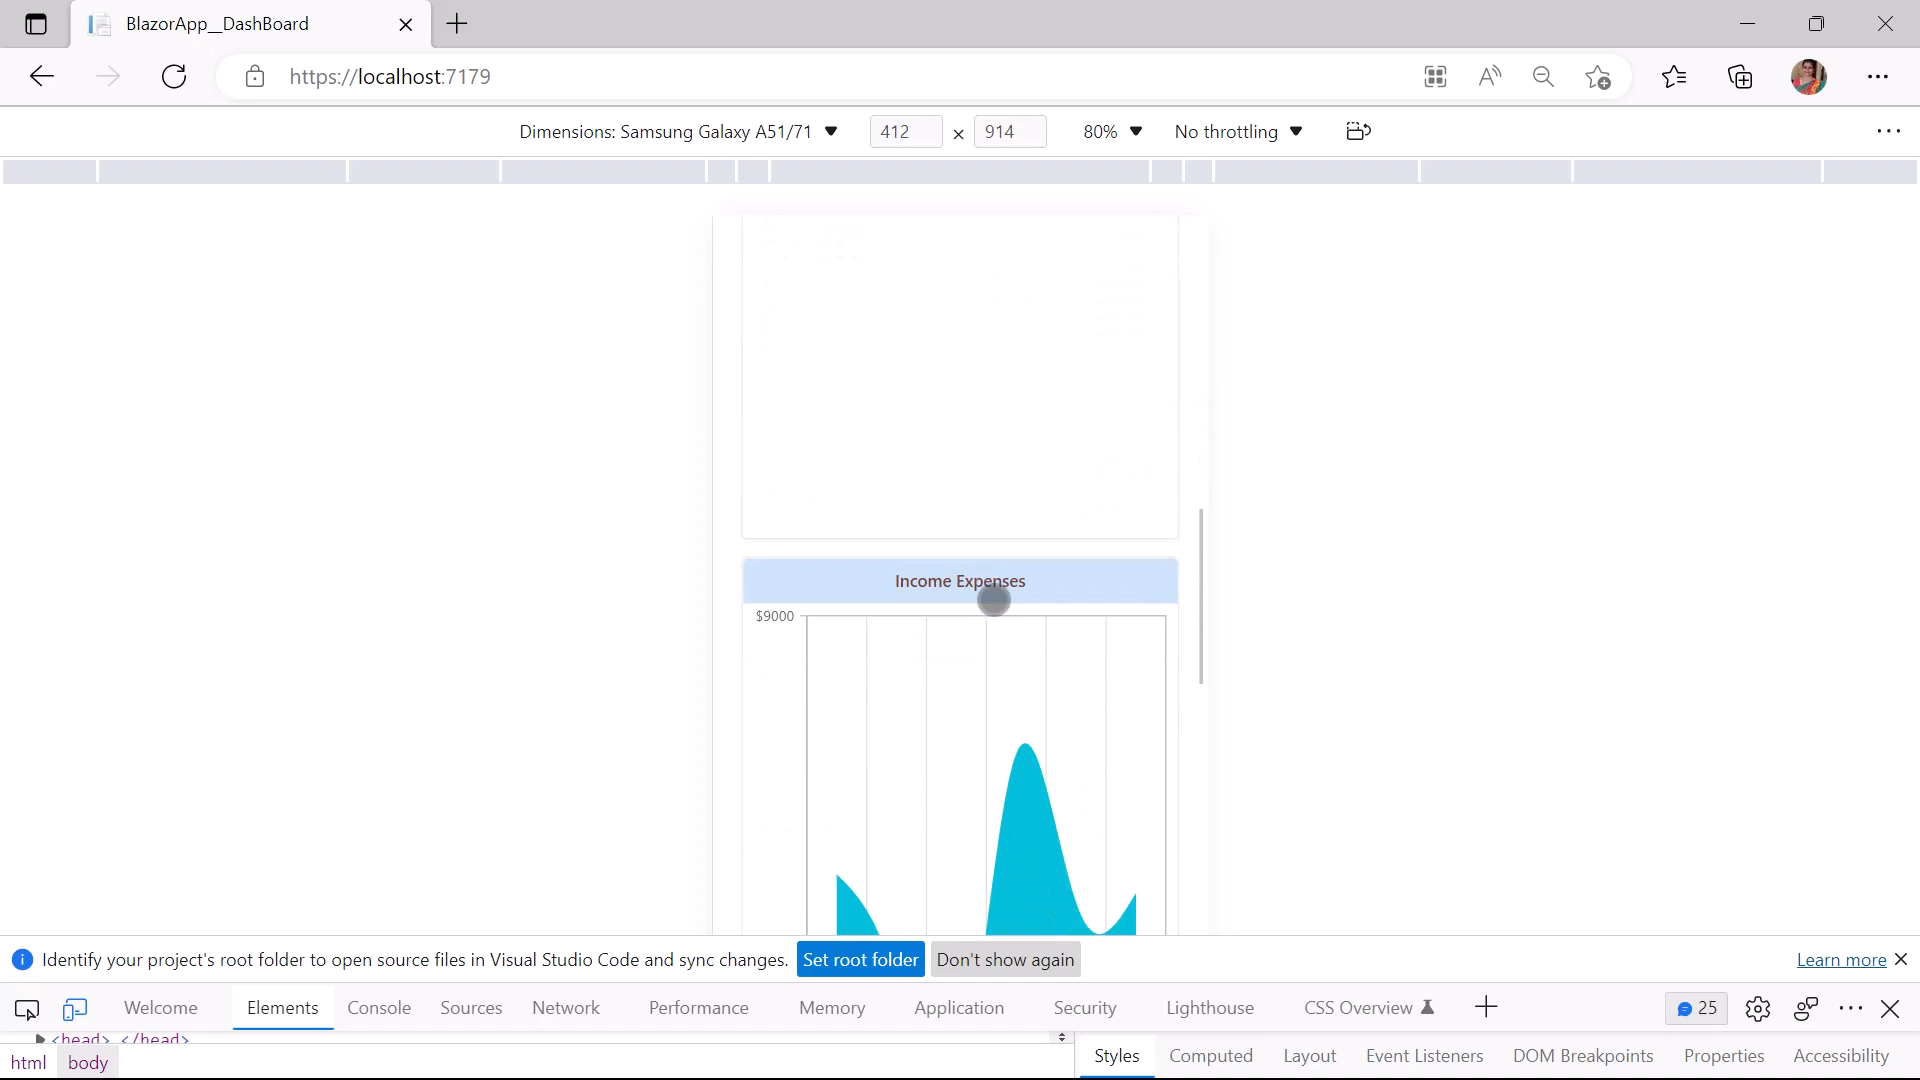 BlazorApp__DashBoard
https://localhost:7179
Dimensions: Samsung Galaxy A51/71 412 x 914 80% No throttling
Income Expenses
$9000
Identify your project's root folder to open source files in Visual Studio Code and sync changes. Set root folder Don't show again Learn more
Welcome Elements Console Sources Network Performance Memory Application Security Lighthouse CSS Overview 25
<head> </head>
html body
Styles Computed Layout Event Listeners DOM Breakpoints Properties Accessibility